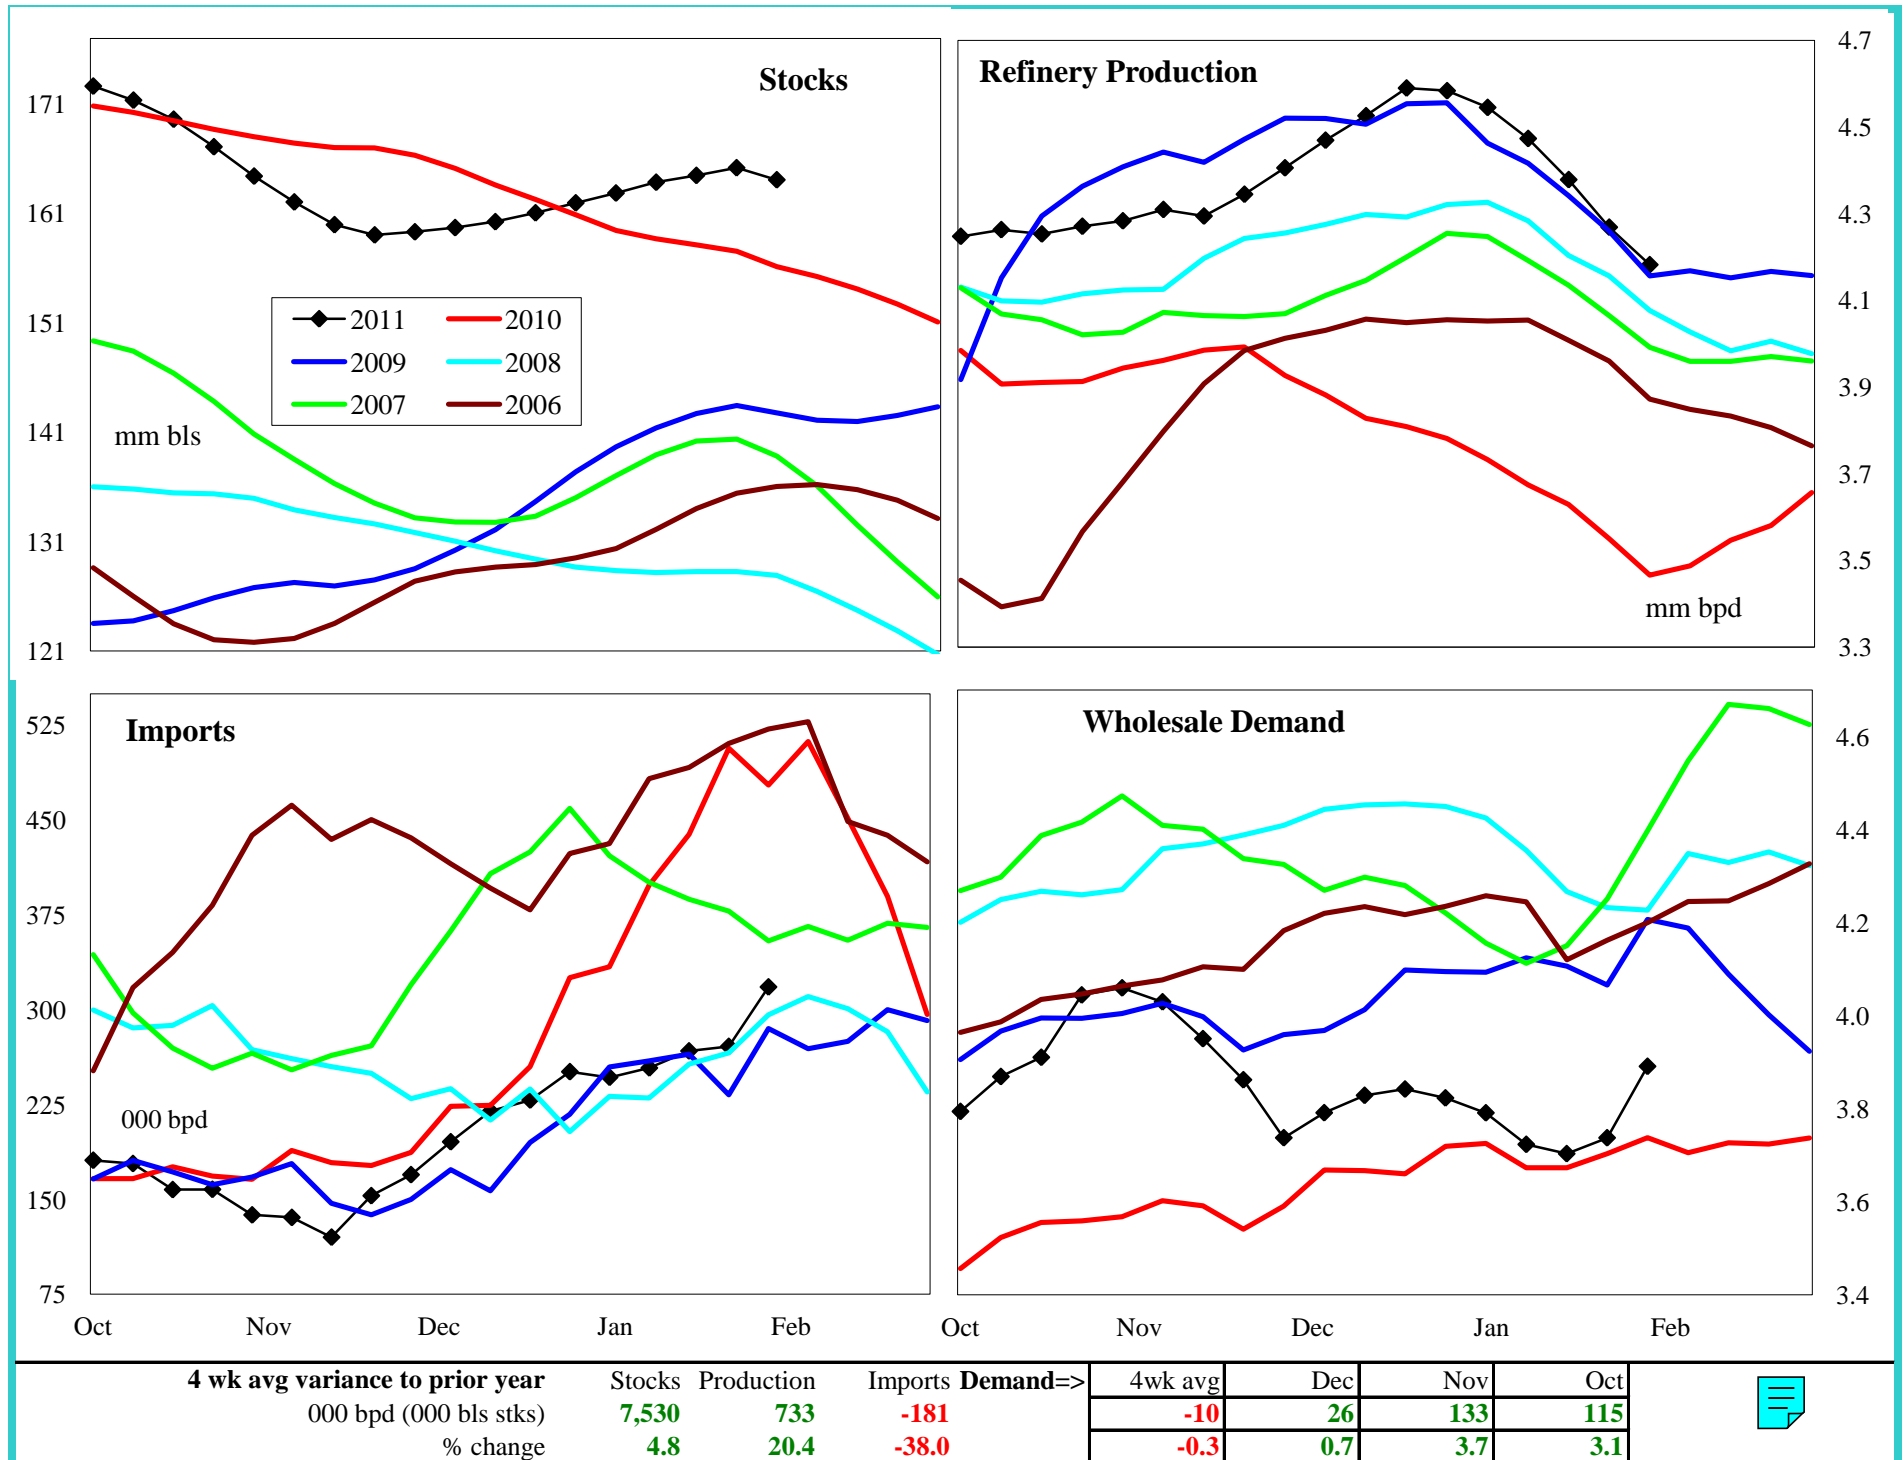 Stocks
171
161
151
141
131
121
mm bls
2011 2010
2009 2008
2007 2006
Refinery Production
4.7
4.5
4.3
4.1
3.9
3.7
3.5
3.3
mm bpd
Imports
525
450
375
300
225
150
75
000 bpd
Oct Nov Dec Jan Feb
Wholesale Demand
4.6
4.4
4.2
4.0
3.8
3.6
3.4
Oct Nov Dec Jan Feb
4 wk avg variance to prior year Stocks Production Imports Demand=> 4wk avg Dec Nov Oct
000 bpd (000 bls stks) 7,530 733 -181 -10 26 133 115
% change 4.8 20.4 -38.0 -0.3 0.7 3.7 3.1